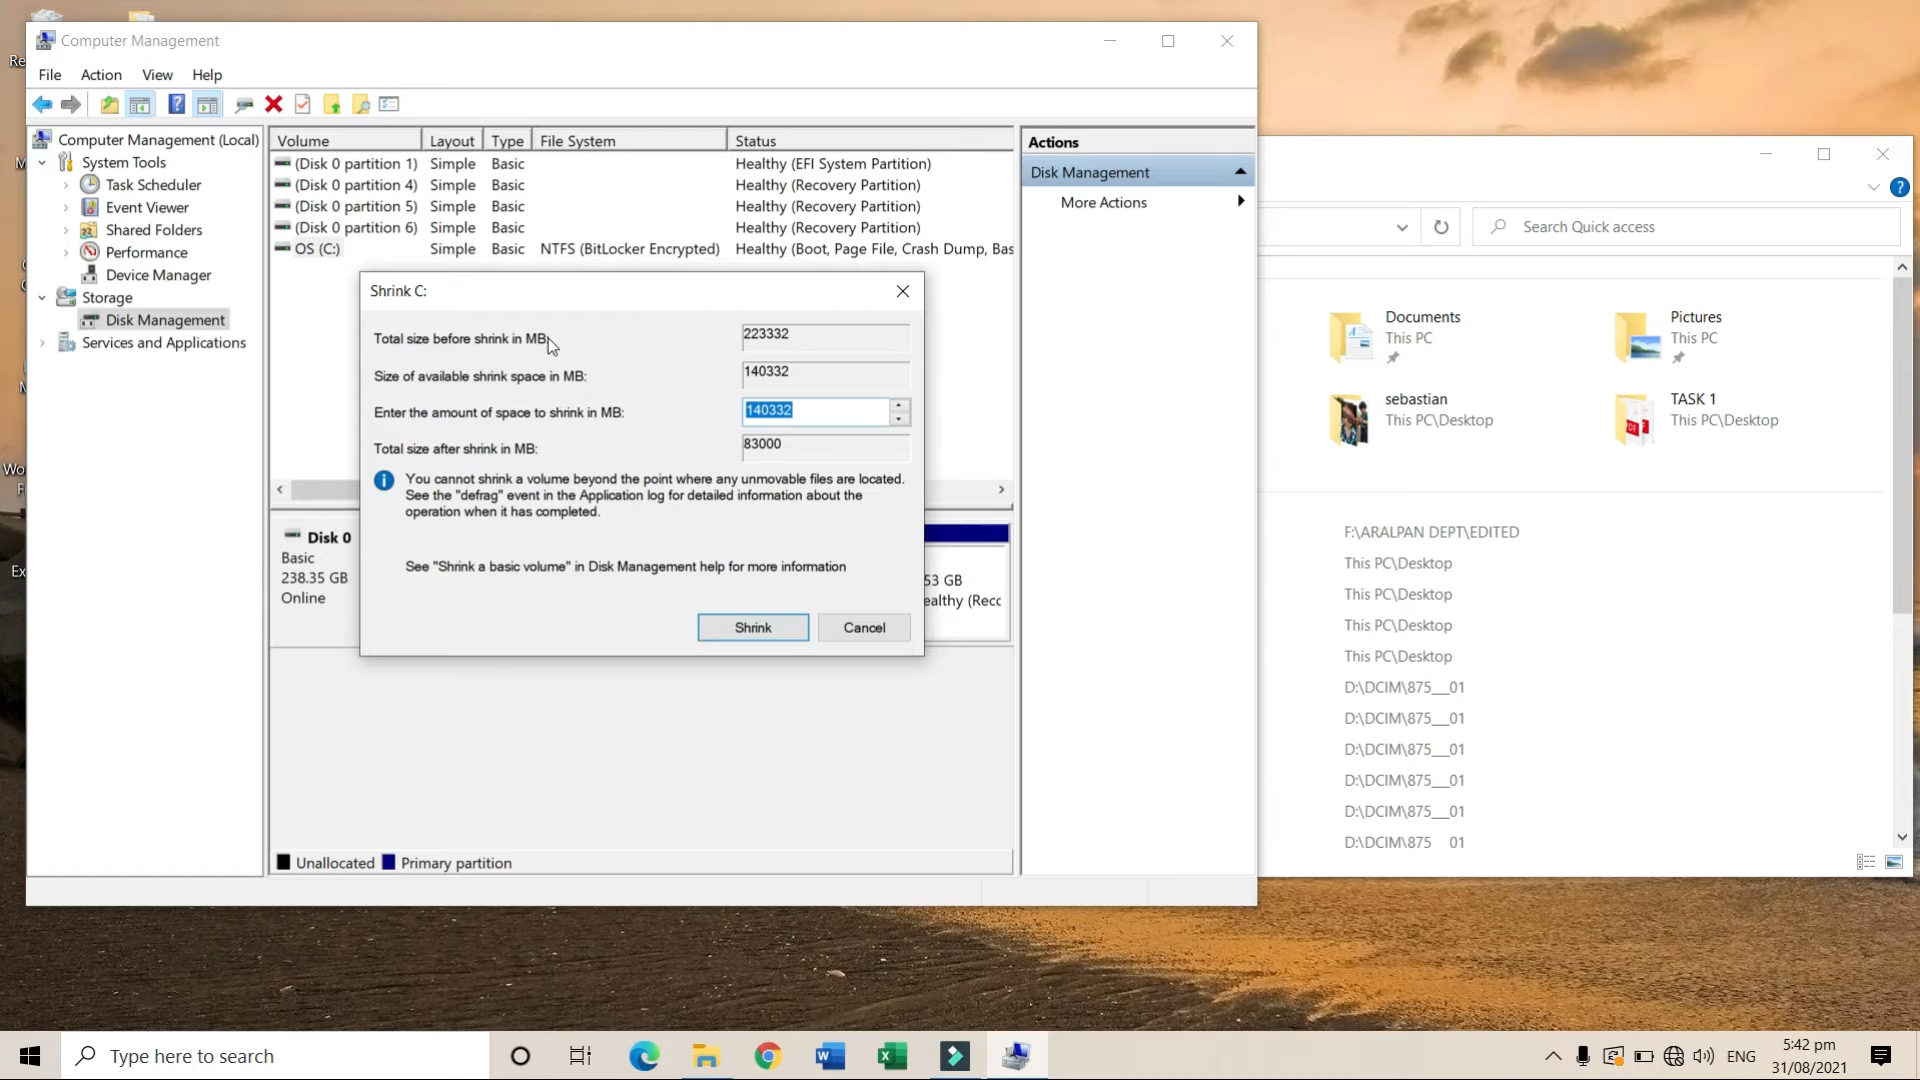 Computer Management
File Action View Help
Computer Management (Local)
System Tools
Task Scheduler
Event Viewer
Shared Folders
Performance
Device Manager
Storage
Disk Management
Services and Applications
Volume Layout Type File System Status
(Disk 0 partition 1) Simple Basic Healthy (EFI System Partition)
(Disk 0 partition 4) Simple Basic Healthy (Recovery Partition)
(Disk 0 partition 5) Simple Basic Healthy (Recovery Partition)
(Disk 0 partition 6) Simple Basic Healthy (Recovery Partition)
OS (C:) Simple Basic NTFS (BitLocker Encrypted) Healthy (Boot, Page File, Crash Dump, Bas
Shrink C:
Total size before shrink in MB: 223332
Size of available shrink space in MB: 140332
Enter the amount of space to shrink in MB: 140332
Total size after shrink in MB: 83000
You cannot shrink a volume beyond the point where any unmovable files are located.
See the "defrag" event in the Application log for detailed information about the
operation when it has completed.
See "Shrink a basic volume" in Disk Management help for more information
Shrink Cancel
Disk 0
Basic
238.35 GB
Online
53 GB
ealthy (Recc
Unallocated Primary partition
Actions
Disk Management
More Actions
Search Quick access
Documents
This PC
Pictures
This PC
sebastian
This PC\Desktop
TASK 1
This PC\Desktop
F:\ARALPAN DEPT\EDITED
This PC\Desktop
This PC\Desktop
This PC\Desktop
This PC\Desktop
D:\DCIM\875__01
D:\DCIM\875__01
D:\DCIM\875__01
D:\DCIM\875__01
D:\DCIM\875__01
D:\DCIM\875__01
Type here to search
ENG
5:42 pm
31/08/2021